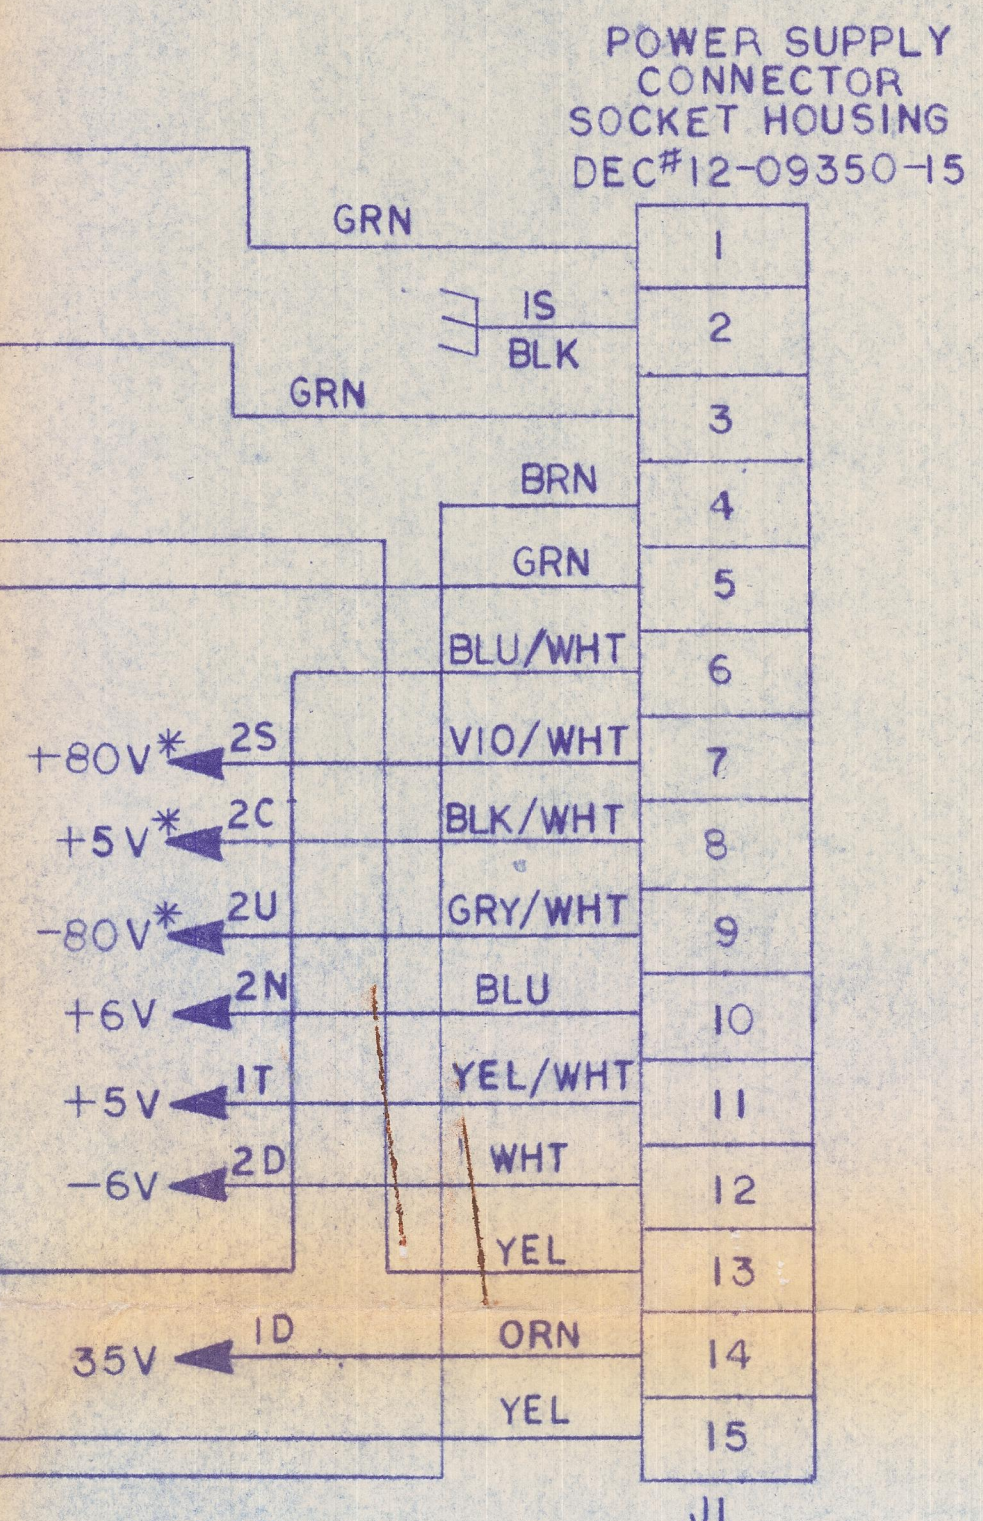 POWER SUPPLY
CONNECTOR
SOCKET HOUSING
DEC#12-09350-15
GRN
1
1S
BLK
2
GRN
3
BRN
4
GRN
5
BLU/WHT
6
+80V* 2S VIO/WHT 7
+5V* 2C BLK/WHT 8
-80V* 2U GRY/WHT 9
+6V 2N BLU 10
+5V 1T YEL/WHT 11
-6V 2D WHT 12
YEL 13
35V 1D ORN 14
YEL 15
J1